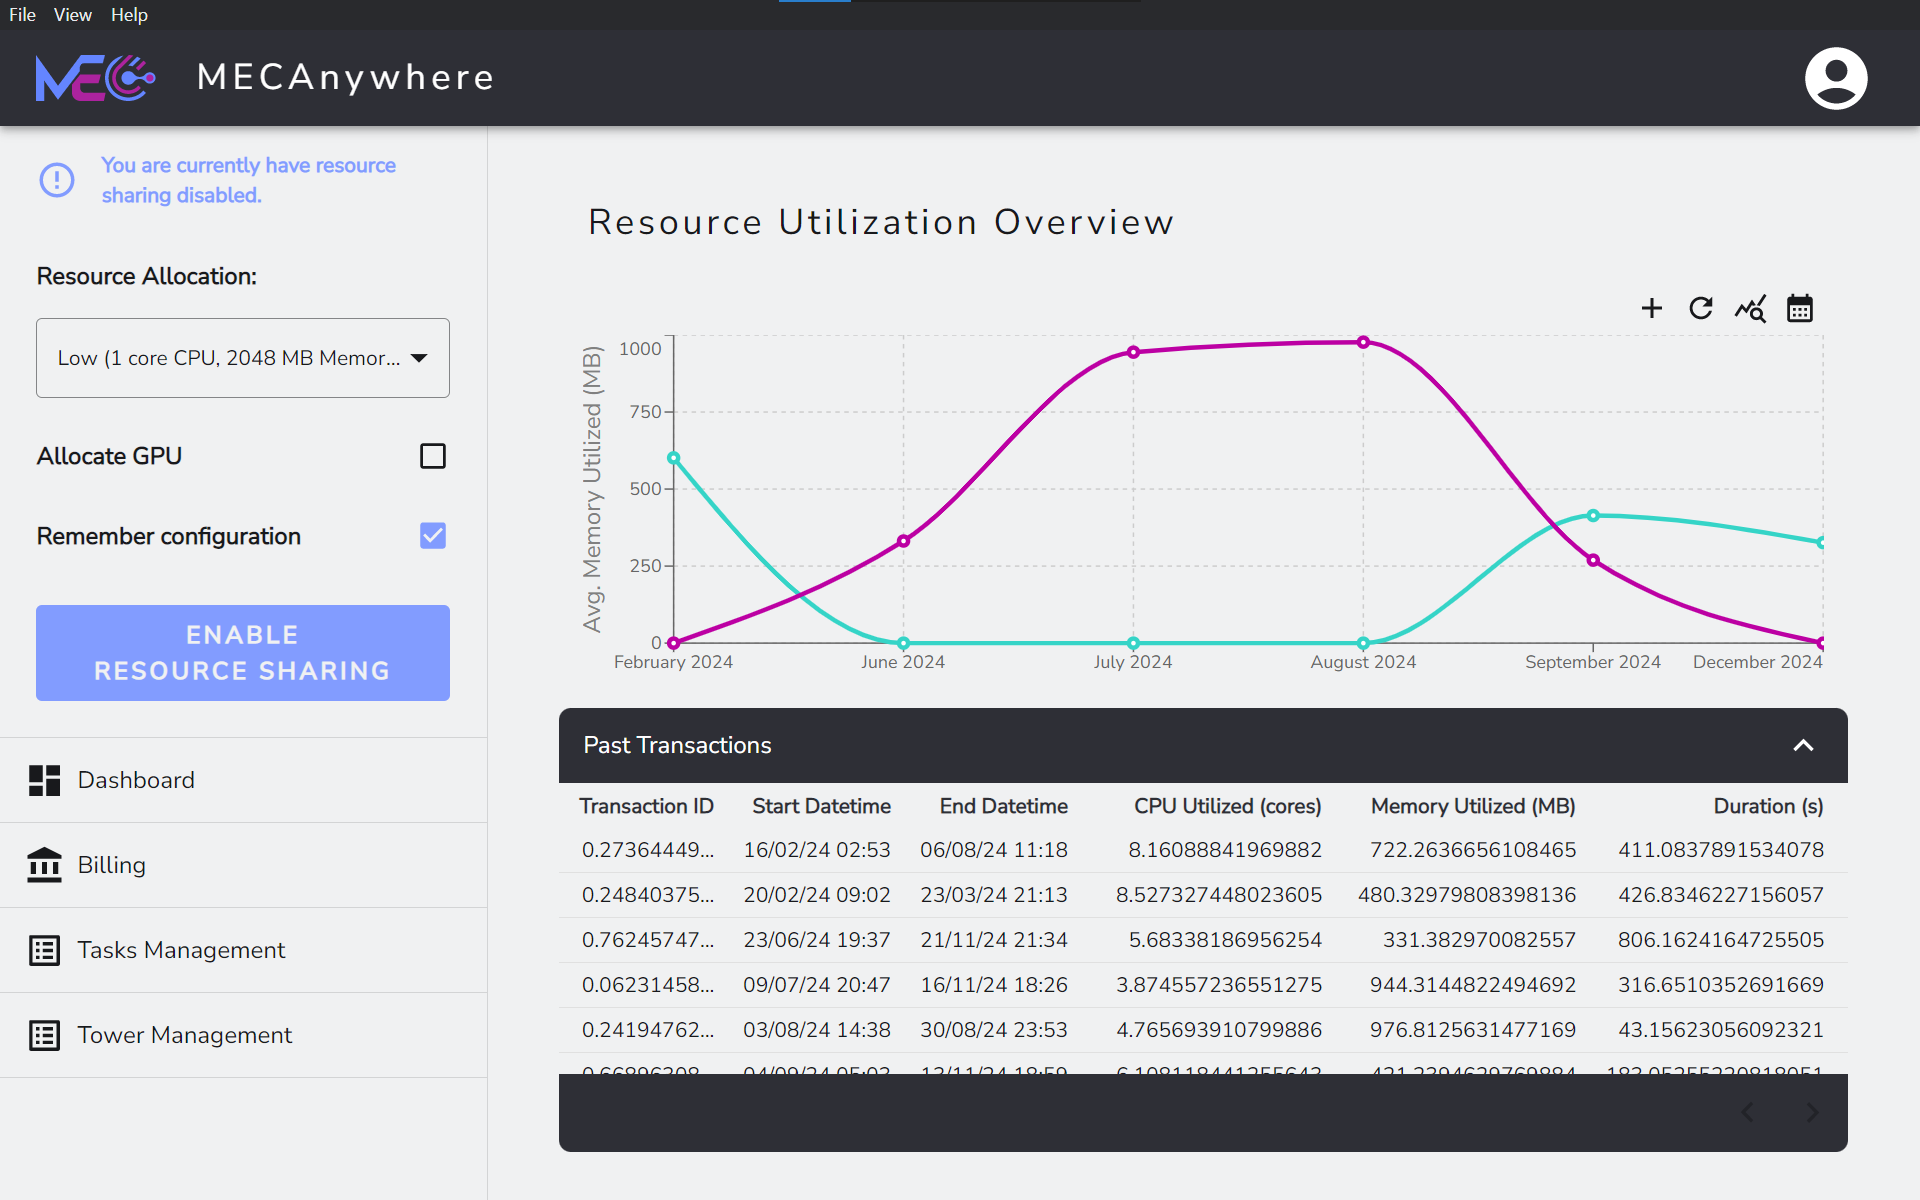 File View Help
MEC MECAnywhere
You are currently have resource
sharing disabled.
Resource Allocation:
Low (1 core CPU, 2048 MB Memor...
Allocate GPU
Remember configuration
ENABLE
RESOURCE SHARING
Dashboard
Billing
Tasks Management
Tower Management
Resource Utilization Overview
Avg. Memory Utilized (MB)
1000
750
500
250
0
February 2024 June 2024 July 2024 August 2024 September 2024 December 2024
Past Transactions
Transaction ID Start Datetime End Datetime CPU Utilized (cores) Memory Utilized (MB) Duration (s)
0.27364449... 16/02/24 02:53 06/08/24 11:18 8.16088841969882 722.2636656108465 411.0837891534078
0.24840375... 20/02/24 09:02 23/03/24 21:13 8.527327448023605 480.32979808398136 426.8346227156057
0.76245747... 23/06/24 19:37 21/11/24 21:34 5.68338186956254 331.382970082557 806.1624164725505
0.06231458... 09/07/24 20:47 16/11/24 18:26 3.874557236551275 944.3144822494692 316.6510352691669
0.24194762... 03/08/24 14:38 30/08/24 23:53 4.765693910799886 976.8125631477169 43.15623056092321